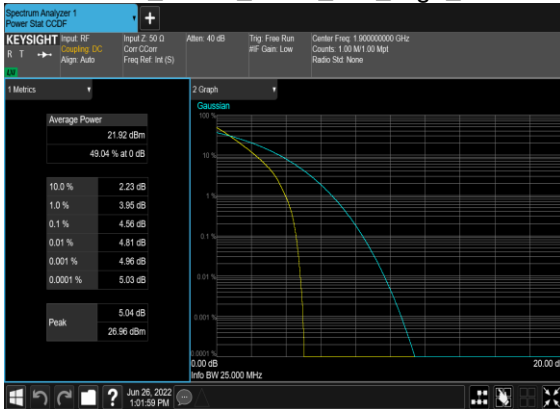 Spectrum Analyzer 1
Power Stat CCDF
KEYSIGHT
R T
LXI
Input: RF
Coupling: DC
Align: Auto
Input Z: 50 Ω
Corr CCorr
Freq Ref: Int (S)
Atten: 40 dB
Trig: Free Run
#IF Gain: Low
Center Freq: 1.900000000 GHz
Counts: 1.00 M/1.00 Mpt
Radio Std: None
1 Metrics
Average Power
21.92 dBm
49.04 % at 0 dB
10.0 % 2.23 dB
1.0 % 3.95 dB
0.1 % 4.56 dB
0.01 % 4.81 dB
0.001 % 4.96 dB
0.0001 % 5.03 dB
Peak
5.04 dB
26.96 dBm
2 Graph
Gaussian
100 %
10 %
1 %
0.1 %
0.01 %
0.001 %
0.0001 %
0.00 dB 20.00 d
Info BW 25.000 MHz
?
Jun 26, 2022
1:01:59 PM